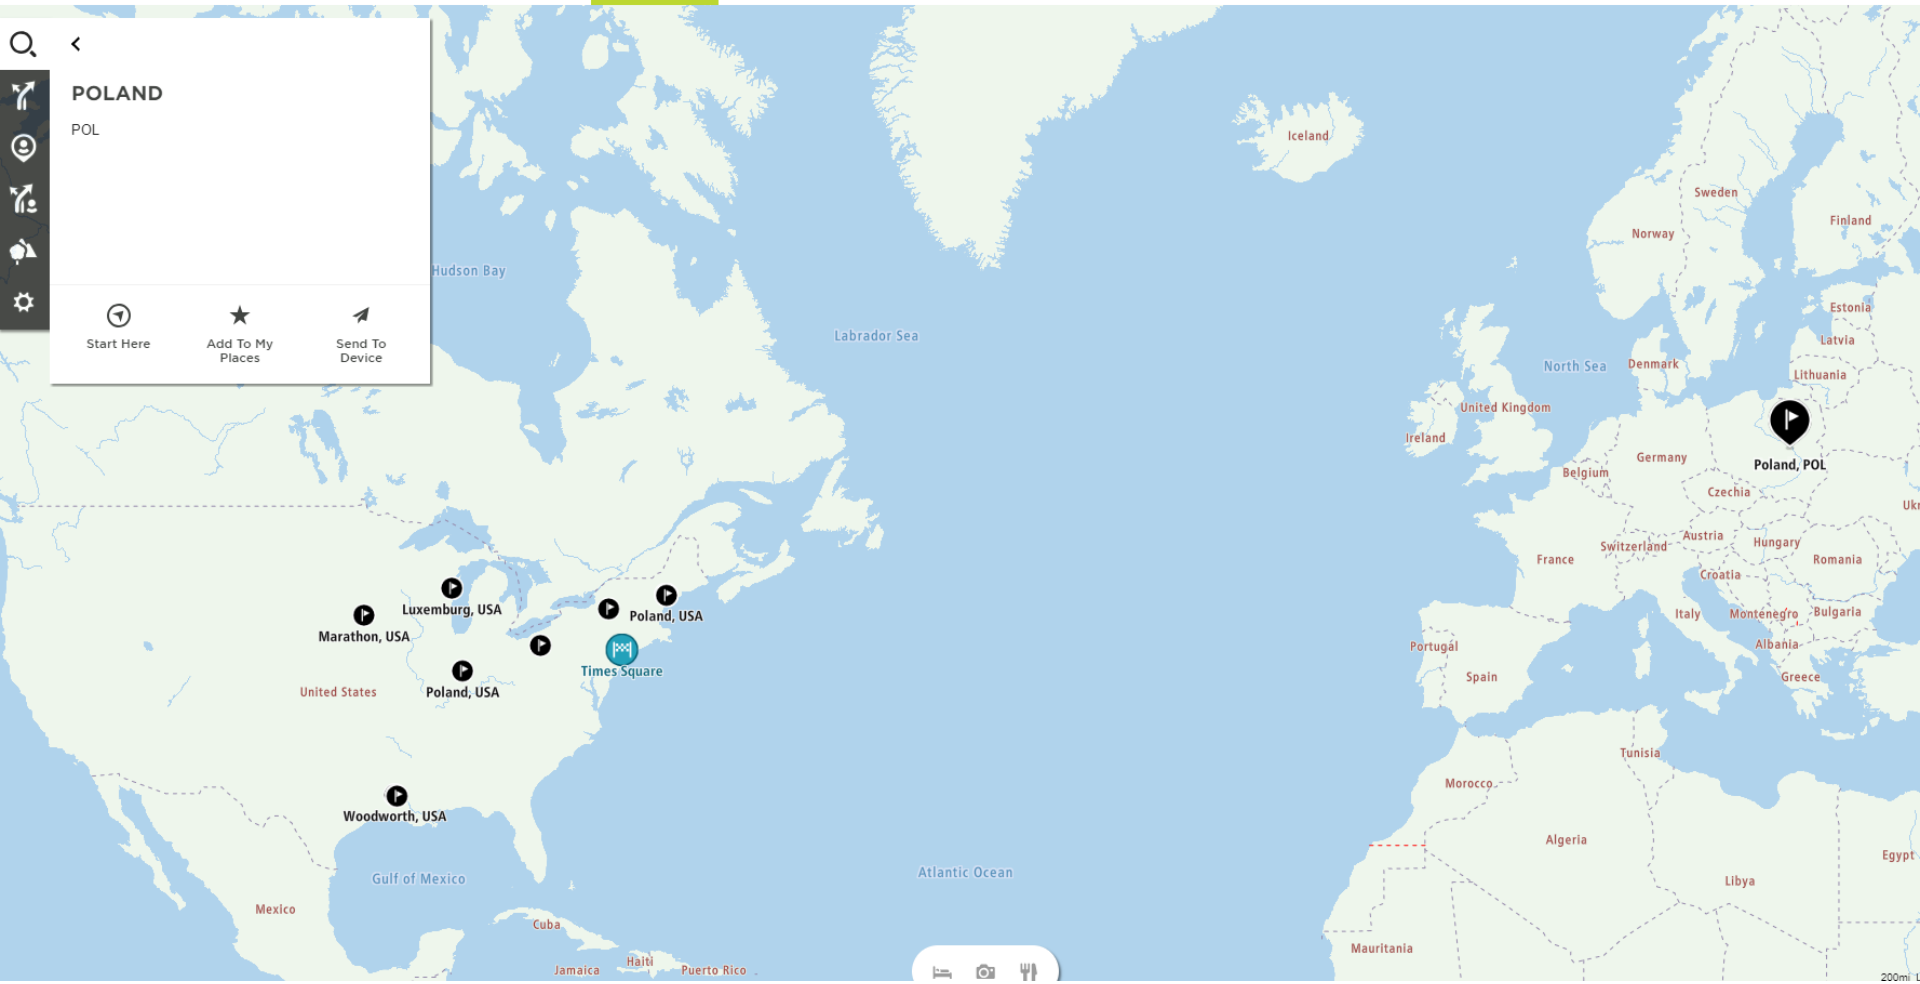 POLAND
POL
Start Here
Add To My
Places
Send To
Device
Iceland
Sweden
Finland
Norway
Hudson Bay
Estonia
Labrador Sea
Latvia
North Sea
Denmark
Lithuania
United Kingdom
Ireland
Germany
Poland, POL
Belgium
Czechia
Ukr
Austria
Switzerland
Hungary
France
Romania
Croatia
Luxemburg, USA
Poland, USA
Italy
Montenegro
Bulgaria
Marathon, USA
Portugal
Albania
Times Square
Spain
Greece
United States
Poland, USA
Tunisia
Morocco
Woodworth, USA
Algeria
Egypt
Gulf of Mexico
Atlantic Ocean
Libya
Mexico
Cuba
Mauritania
Haiti
Jamaica
Puerto Rico
200mi